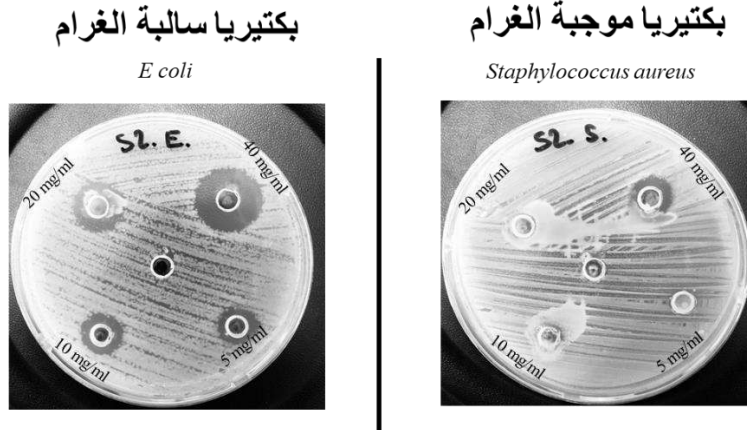 بكتيريا سالبة الغرام
E coli
S2. E.
20 mg/ml
40 mg/ml
10 mg/ml
5 mg/ml
بكتيريا موجبة الغرام
Staphylococcus aureus
S2. S.
20 mg/ml
40 mg/ml
10 mg/ml
5 mg/ml